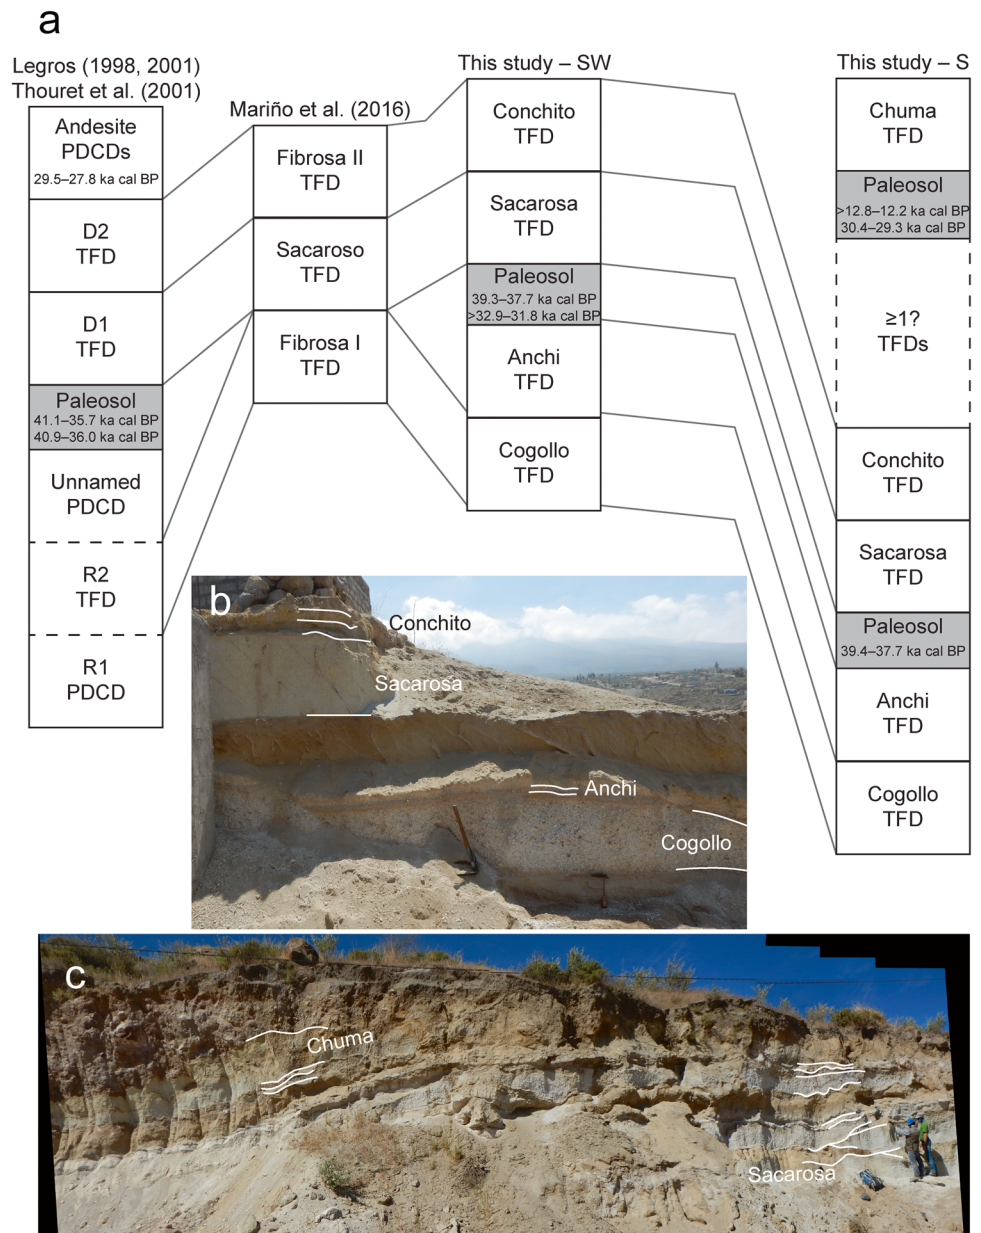 a
Legros (1998, 2001)
Thouret et al. (2001)
Andesite
PDCDs
29.5–27.8 ka cal BP
D2
TFD
D1
TFD
Paleosol
41.1–35.7 ka cal BP
40.9–36.0 ka cal BP
Unnamed
PDCD
R2
TFD
R1
PDCD
Mariño et al. (2016)
Fibrosa II
TFD
Sacaroso
TFD
Fibrosa I
TFD
This study – SW
Conchito
TFD
Sacarosa
TFD
Paleosol
39.3–37.7 ka cal BP
>32.9–31.8 ka cal BP
Anchi
TFD
Cogollo
TFD
This study – S
Chuma
TFD
Paleosol
>12.8–12.2 ka cal BP
30.4–29.3 ka cal BP
≥1?
TFDs
Conchito
TFD
Sacarosa
TFD
Paleosol
39.4–37.7 ka cal BP
Anchi
TFD
Cogollo
TFD
b
Conchito
Sacarosa
Anchi
Cogollo
c
Chuma
Sacarosa